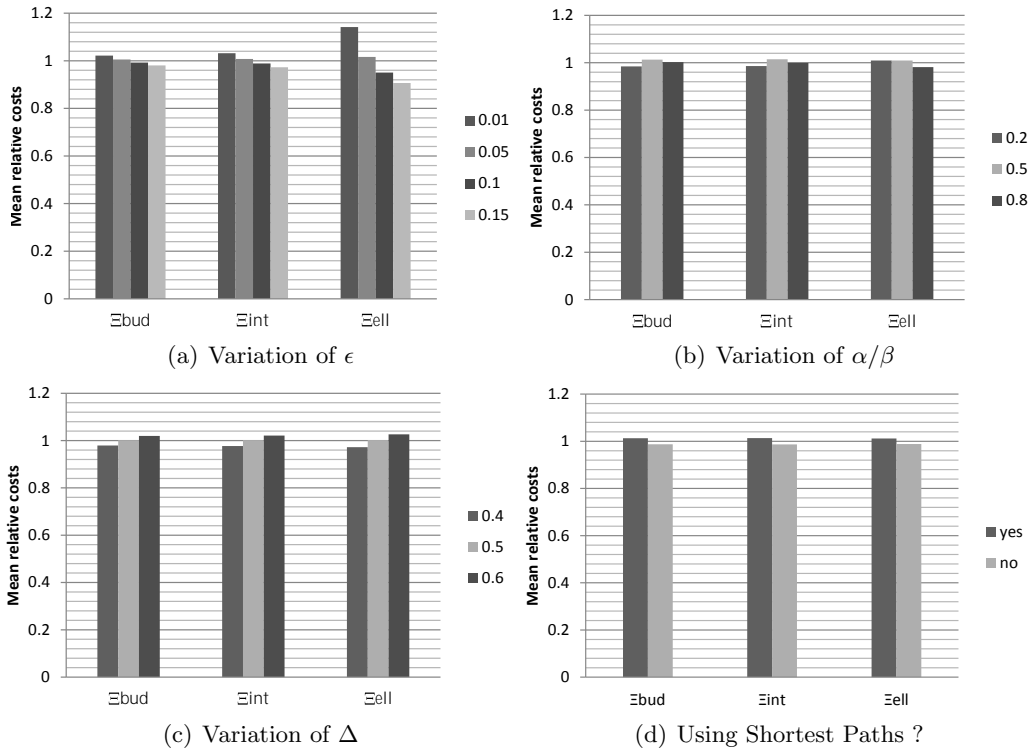 1.2
1
0.8
0.6
0.4
0.2
0
Mean relative costs
Ξbud Ξint Ξell
0.01
0.05
0.1
0.15
(a) Variation of ϵ
1.2
1
0.8
0.6
0.4
0.2
0
Mean relative costs
Ξbud Ξint Ξell
0.2
0.5
0.8
(b) Variation of α/β
1.2
1
0.8
0.6
0.4
0.2
0
Mean relative costs
Ξbud Ξint Ξell
0.4
0.5
0.6
(c) Variation of Δ
1.2
1
0.8
0.6
0.4
0.2
0
Mean relative costs
Ξbud Ξint Ξell
yes
no
(d) Using Shortest Paths ?